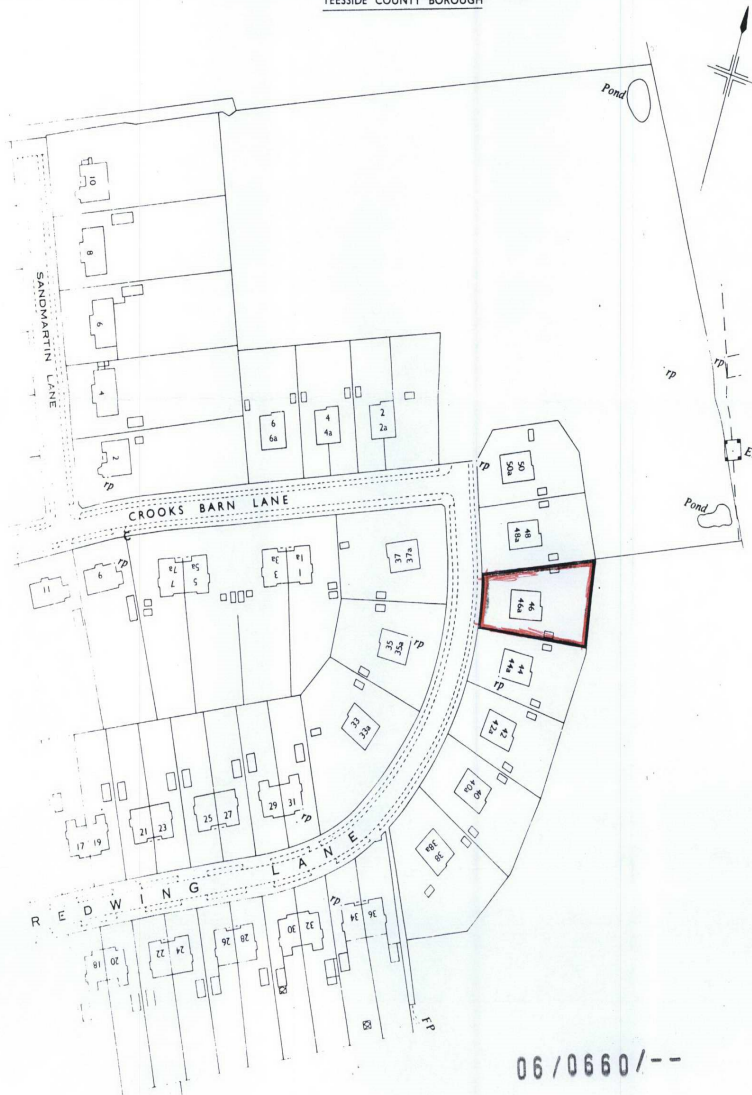 TEESSIDE COUNTY BOROUGH
Pond
10
8
6
4
2
rp
SANDMARTIN LANE
6
6a
4
4a
2
2a
rp
rp
E
rp
50
50a
CROOKS BARN LANE
48
48a
Pond
11
9
rp
7
7a
5
5a
3
3a
1
1a
37
37a
46
46a
35
35a
rp
44
44a
rp
33
33a
42
42a
40
40a
38
38a
17 19
21 23
25 27
29 31
rp
REDWING LANE
18 20
22 24
26 28
30 32
34 36
rp
FP
06/0660/--